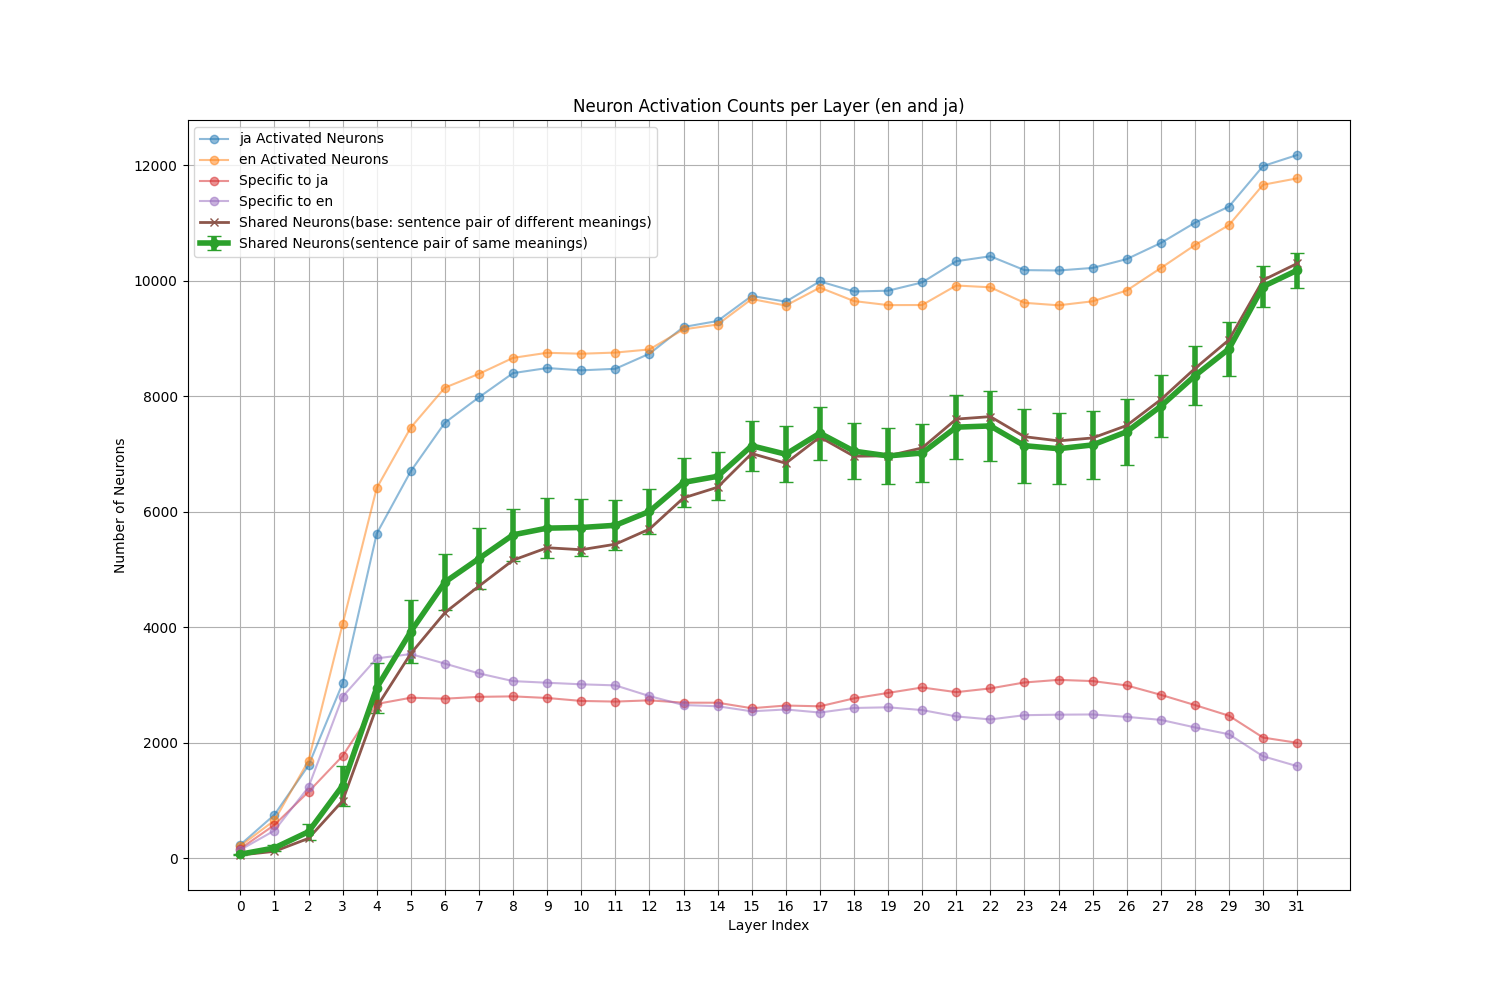 Neuron Activation Counts per Layer (en and ja)
ja Activated Neurons
en Activated Neurons
Specific to ja
Specific to en
Shared Neurons(base: sentence pair of different meanings)
Shared Neurons(sentence pair of same meanings)
12000
10000
8000
6000
4000
2000
0
Number of Neurons
0 1 2 3 4 5 6 7 8 9 10 11 12 13 14 15 16 17 18 19 20 21 22 23 24 25 26 27 28 29 30 31
Layer Index